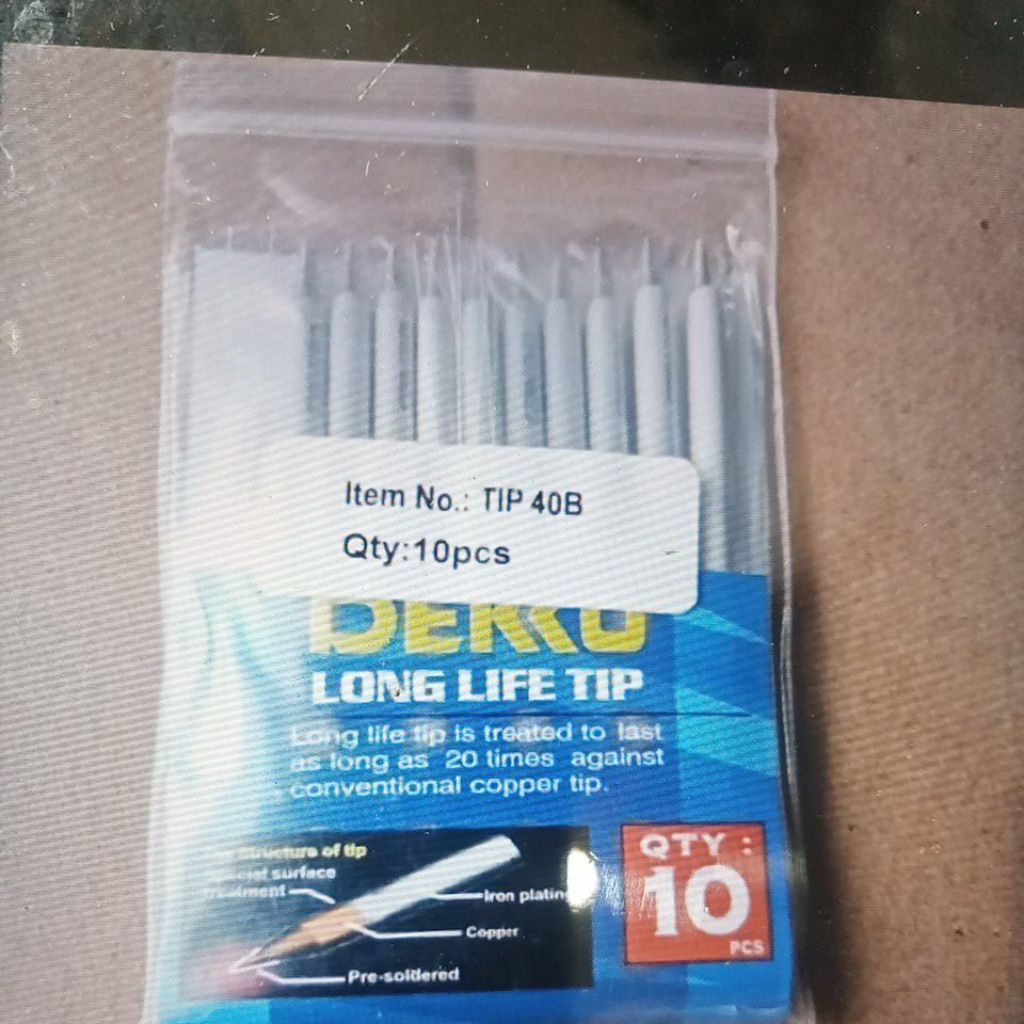 Item No.: TIP 40B
Qty:10pcs
LONG LIFE TIP
Long life tip is treated to last
as long as 20 times against
conventional copper tip.
structure of tip
surface
Iron plating
Copper
Pre-soldered
QTY :
10
PCS